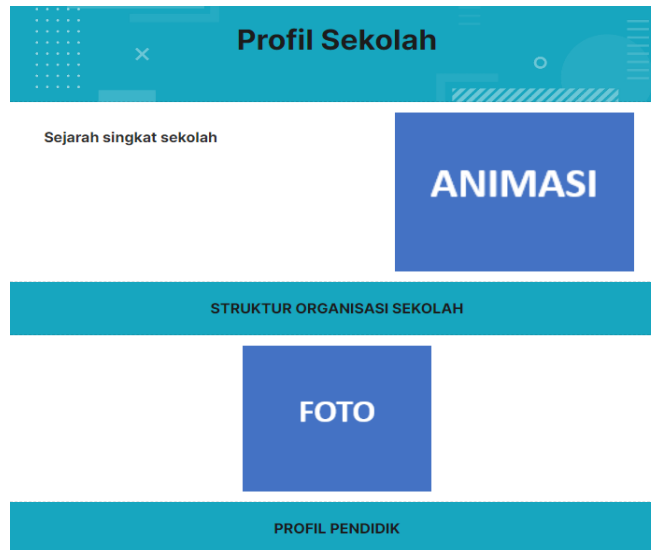 Profil Sekolah
Sejarah singkat sekolah
ANIMASI
STRUKTUR ORGANISASI SEKOLAH
FOTO
PROFIL PENDIDIK